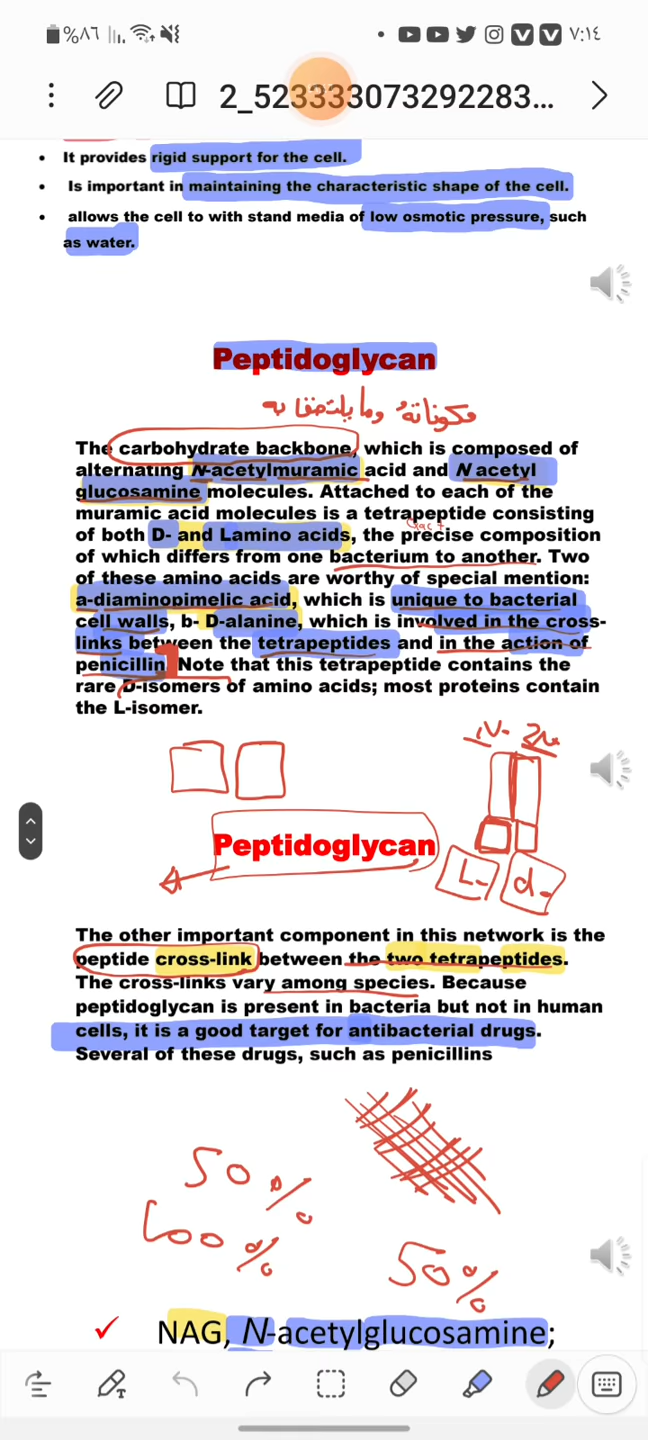 %٨٦ ٧:١٤
2_523333073292283...
• It provides rigid support for the cell.
• Is important in maintaining the characteristic shape of the cell.
• allows the cell to with stand media of low osmotic pressure, such
as water.
Peptidoglycan
مكوناته وما يلتصق به
The carbohydrate backbone, which is composed of
alternating N-acetylmuramic acid and N acetyl
glucosamine molecules. Attached to each of the
muramic acid molecules is a tetrapeptide consisting
of both D- and Lamino acids, the precise composition
of which differs from one bacterium to another. Two
of these amino acids are worthy of special mention:
a-diaminopimelic acid, which is unique to bacterial
cell walls, b- D-alanine, which is involved in the cross-
links between the tetrapeptides and in the action of
penicillin Note that this tetrapeptide contains the
rare D-isomers of amino acids; most proteins contain
the L-isomer.
Peptidoglycan
L- d-
The other important component in this network is the
peptide cross-link between the two tetrapeptides.
The cross-links vary among species. Because
peptidoglycan is present in bacteria but not in human
cells, it is a good target for antibacterial drugs.
Several of these drugs, such as penicillins
50%
100%
50%
✓ NAG, N-acetylglucosamine;